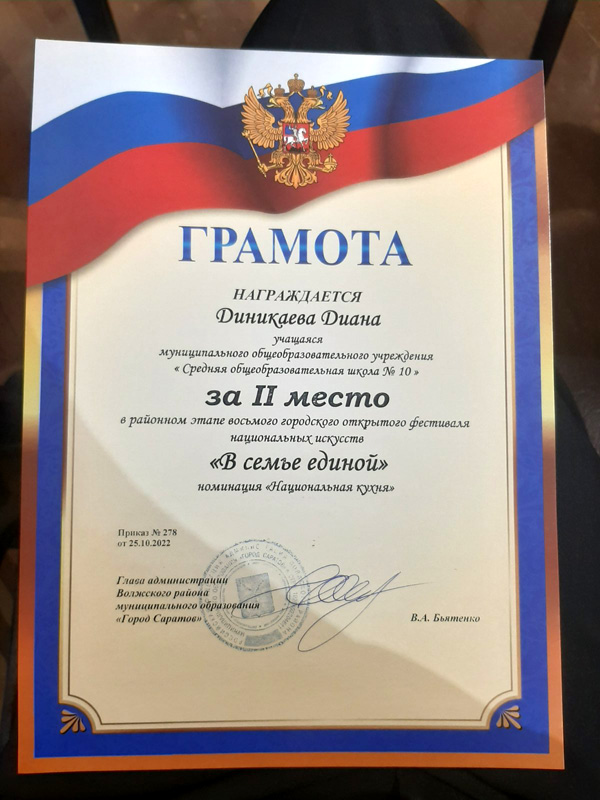 ГРАМОТА
НАГРАЖДАЕТСЯ
Диникаева Диана
учащаяся
муниципального общеобразовательного учреждения
« Средняя общеобразовательная школа № 10 »
за II место
в районном этапе восьмого городского открытого фестиваля
национальных искусств
«В семье единой»
номинация «Национальная кухня»
Приказ № 278
от 25.10.2022
Глава администрации
Волжского района
муниципального образования
«Город Саратов»
В.А. Бьятенко